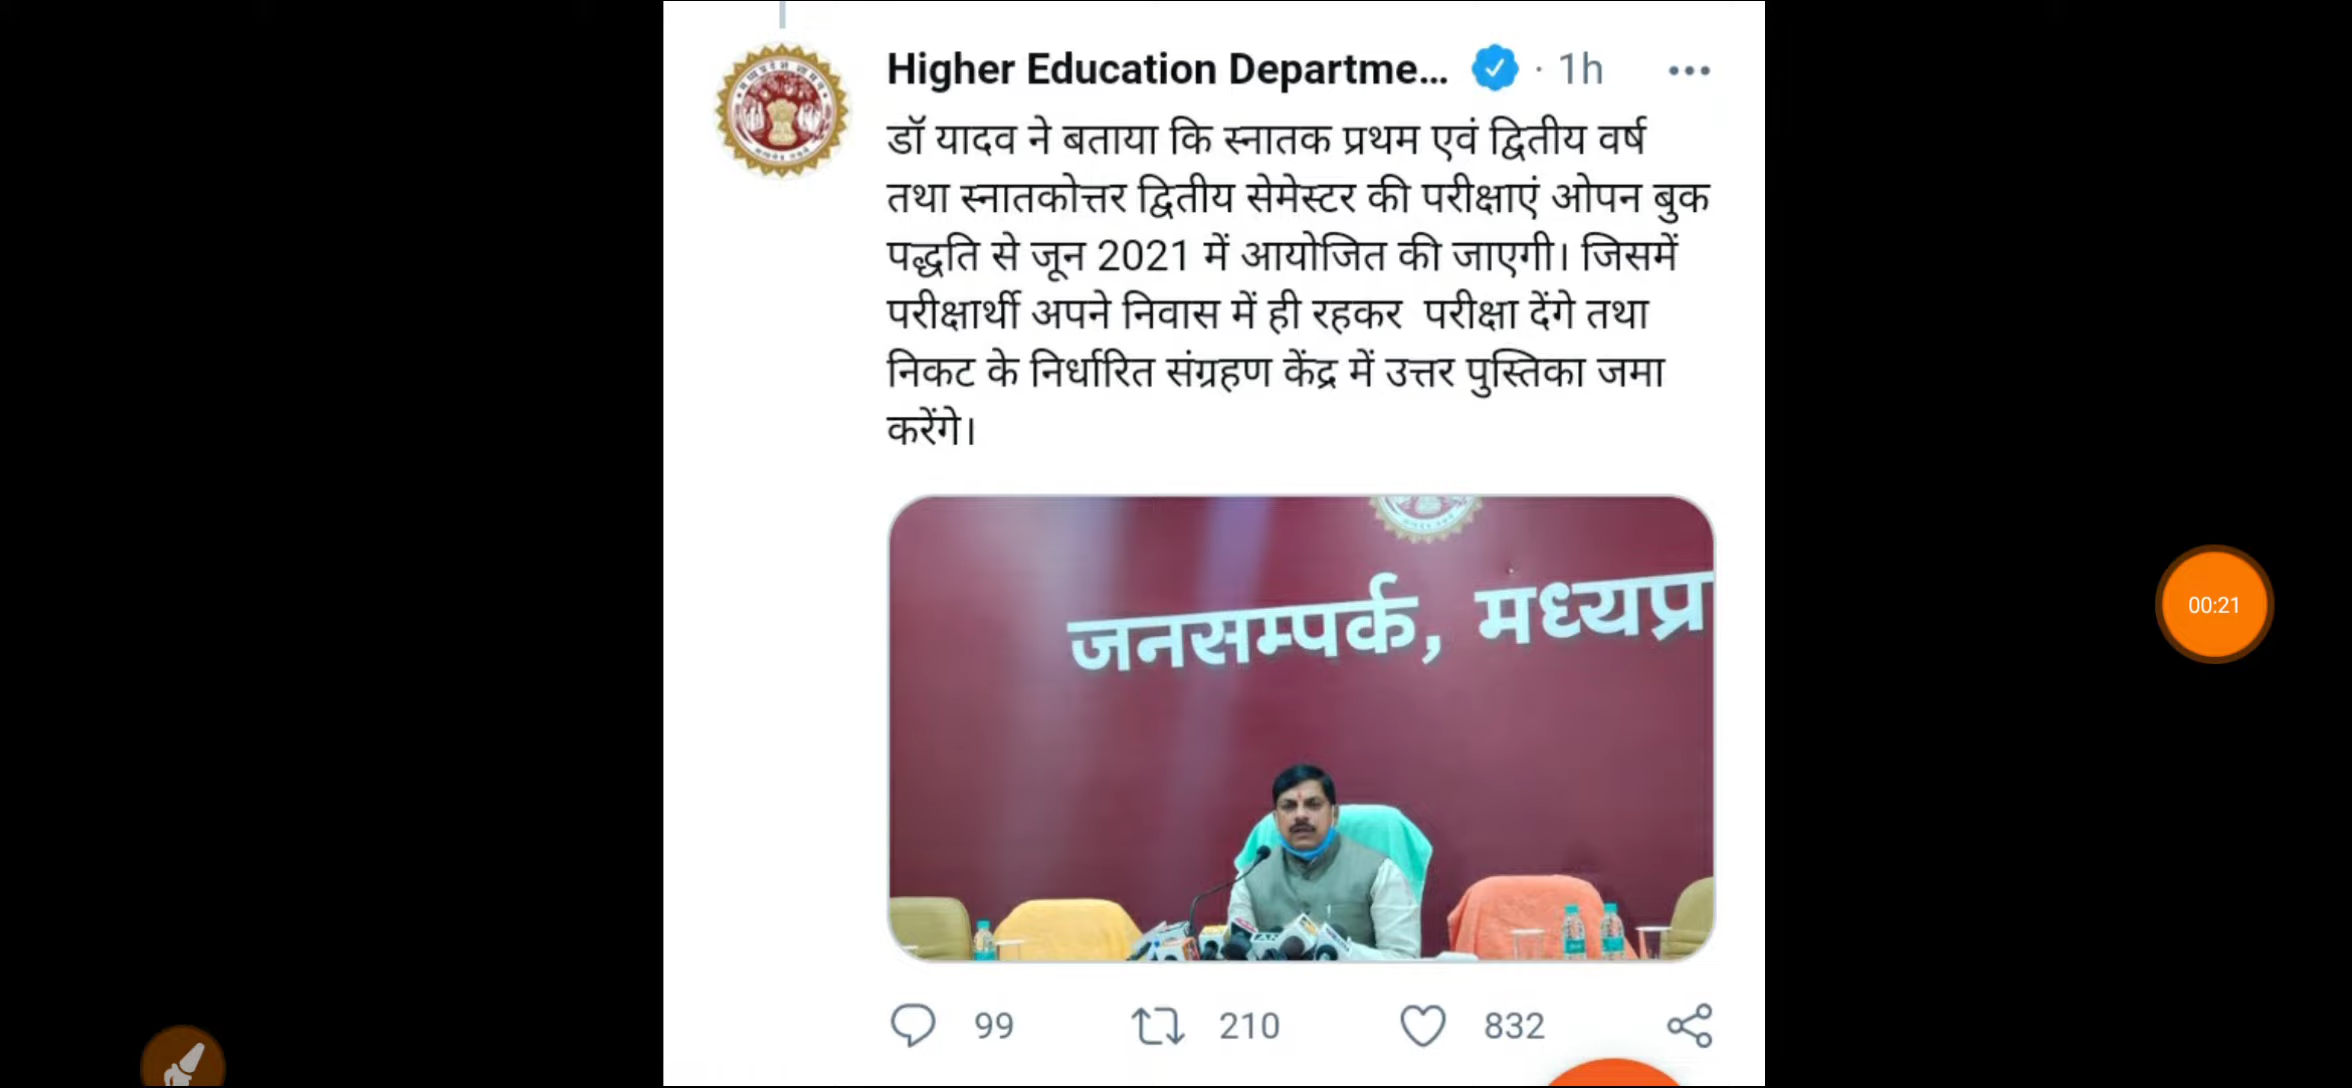 Higher Education Departme... · 1h
डॉ यादव ने बताया कि स्नातक प्रथम एवं द्वितीय वर्ष
तथा स्नातकोत्तर द्वितीय सेमेस्टर की परीक्षाएं ओपन बुक
पद्धति से जून 2021 में आयोजित की जाएगी। जिसमें
परीक्षार्थी अपने निवास में ही रहकर परीक्षा देंगे तथा
निकट के निर्धारित संग्रहण केंद्र में उत्तर पुस्तिका जमा
करेंगे।
जनसम्पर्क, मध्यप्र
99 210 832
00:21